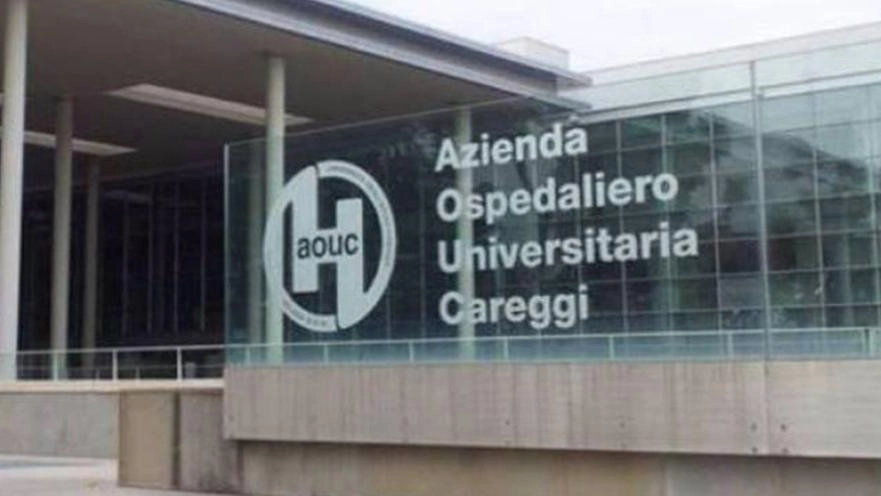 Azienda
Ospedaliero
Universitaria
Careggi
H
aouc